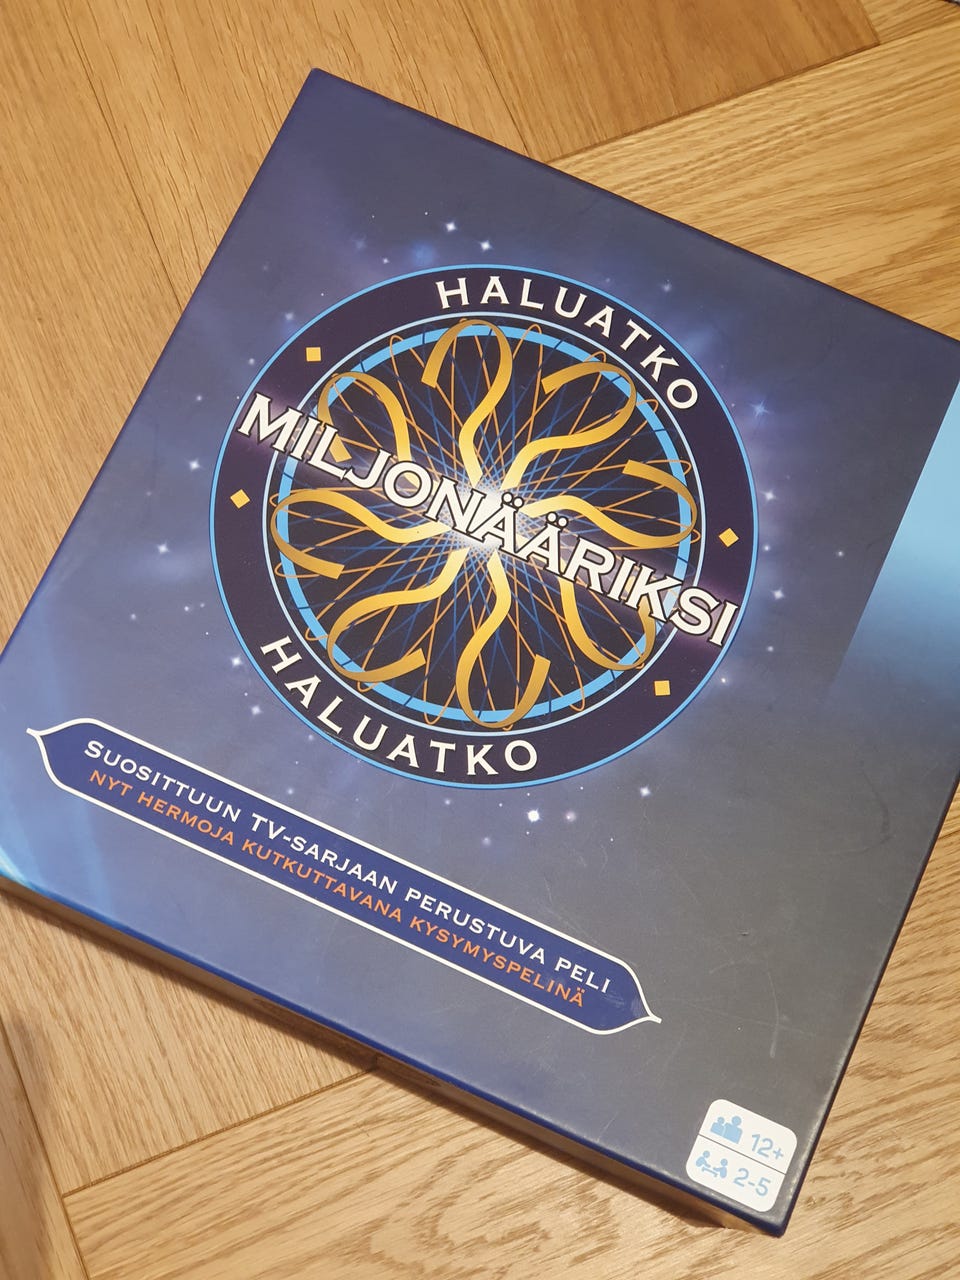 HALUATKO
MILJONÄÄRIKSI
HALUATKO
SUOSITTUUN TV-SARJAAN PERUSTUVA PELI
NYT HERMOJA KUTKUTTAVANA KYSYMYSPELINÄ
12+
2-5